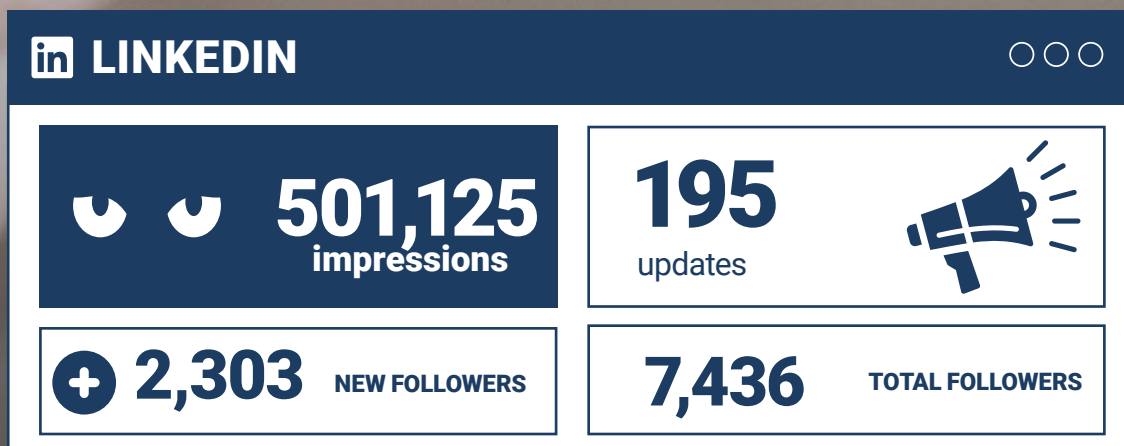 in LINKEDIN
501,125
impressions
195
updates
2,303 NEW FOLLOWERS
7,436 TOTAL FOLLOWERS